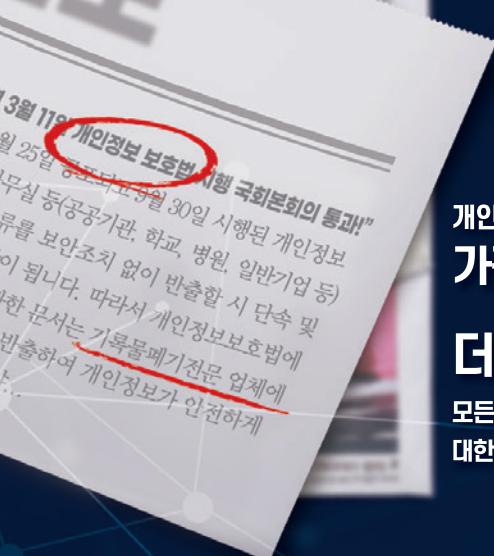 3월 11일 개인정보 보호법 시행 국회본회의 통과!"
월 25일 공포되고 9월 30일 시행된 개인정보
무실 등(공공기관, 학교, 병원, 일반기업 등)
류를 보안조치 없이 반출할 시 단속 및
이 됩니다. 따라서 개인정보보호법에
한 문서는 기록물폐기전문 업체에
반출하여 개인정보가 안전하게
개인
더
모든
대한